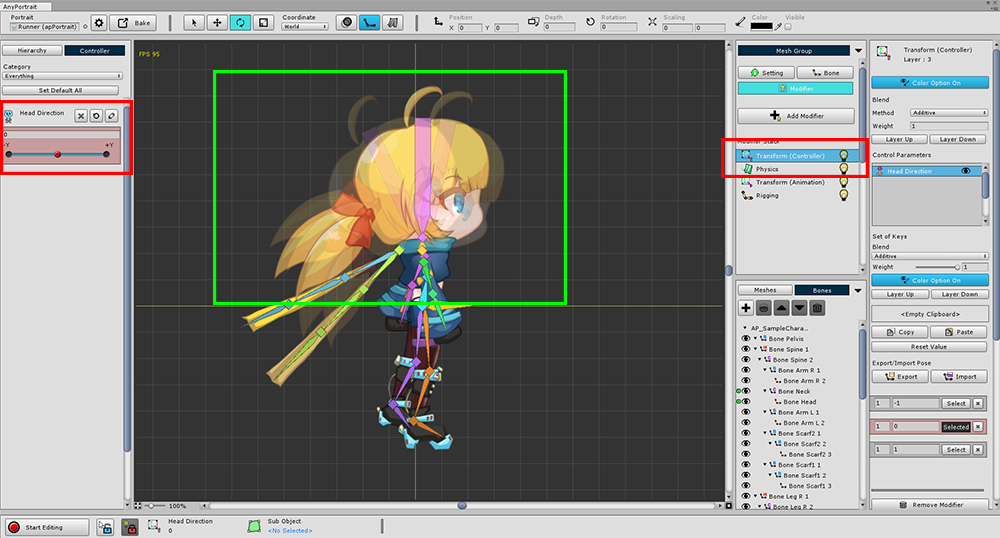 AnyPortrait
Portrait
Runner (apPortrait)
Bake
Coordinate
World
Position
X 0 Y 0
Depth
0
Rotation
0
Scaling
0 0
Color
Visible
Hierarchy
Controller
Category
Everything
Set Default All
Head Direction
0
-Y +Y
FPS 95
100%
Mesh Group
Setting
Bone
Modifier
Add Modifier
Modifier Stack
Transform (Controller)
Physics
Transform (Animation)
Rigging
Meshes
Bones
AP_SampleChara...
Bone Pelvis
Bone Spine 1
Bone Spine 2
Bone Arm R 1
Bone Arm R 2
Bone Neck
Bone Head
Bone Arm L 1
Bone Arm L 2
Bone Scarf2 1
Bone Scarf2 2
Bone Scarf2 3
Bone Scarf1 1
Bone Scarf1 2
Bone Scarf1 3
Bone Leg R 1
Bone Leg R 2
Transform (Controller)
Layer : 3
Color Option On
Blend
Method Additive
Weight 1
Layer Up
Layer Down
Control Parameters
Head Direction
Set of Keys
Blend
Additive
Weight 1
Color Option On
Layer Up
Layer Down
<Empty Clipboard>
Copy
Paste
Reset Value
Export/Import Pose
Export
Import
1 -1 Select
1 0 Selected
1 1 Select
Remove Modifier
Start Editing
Head Direction
0
Sub Object
<No Selected>